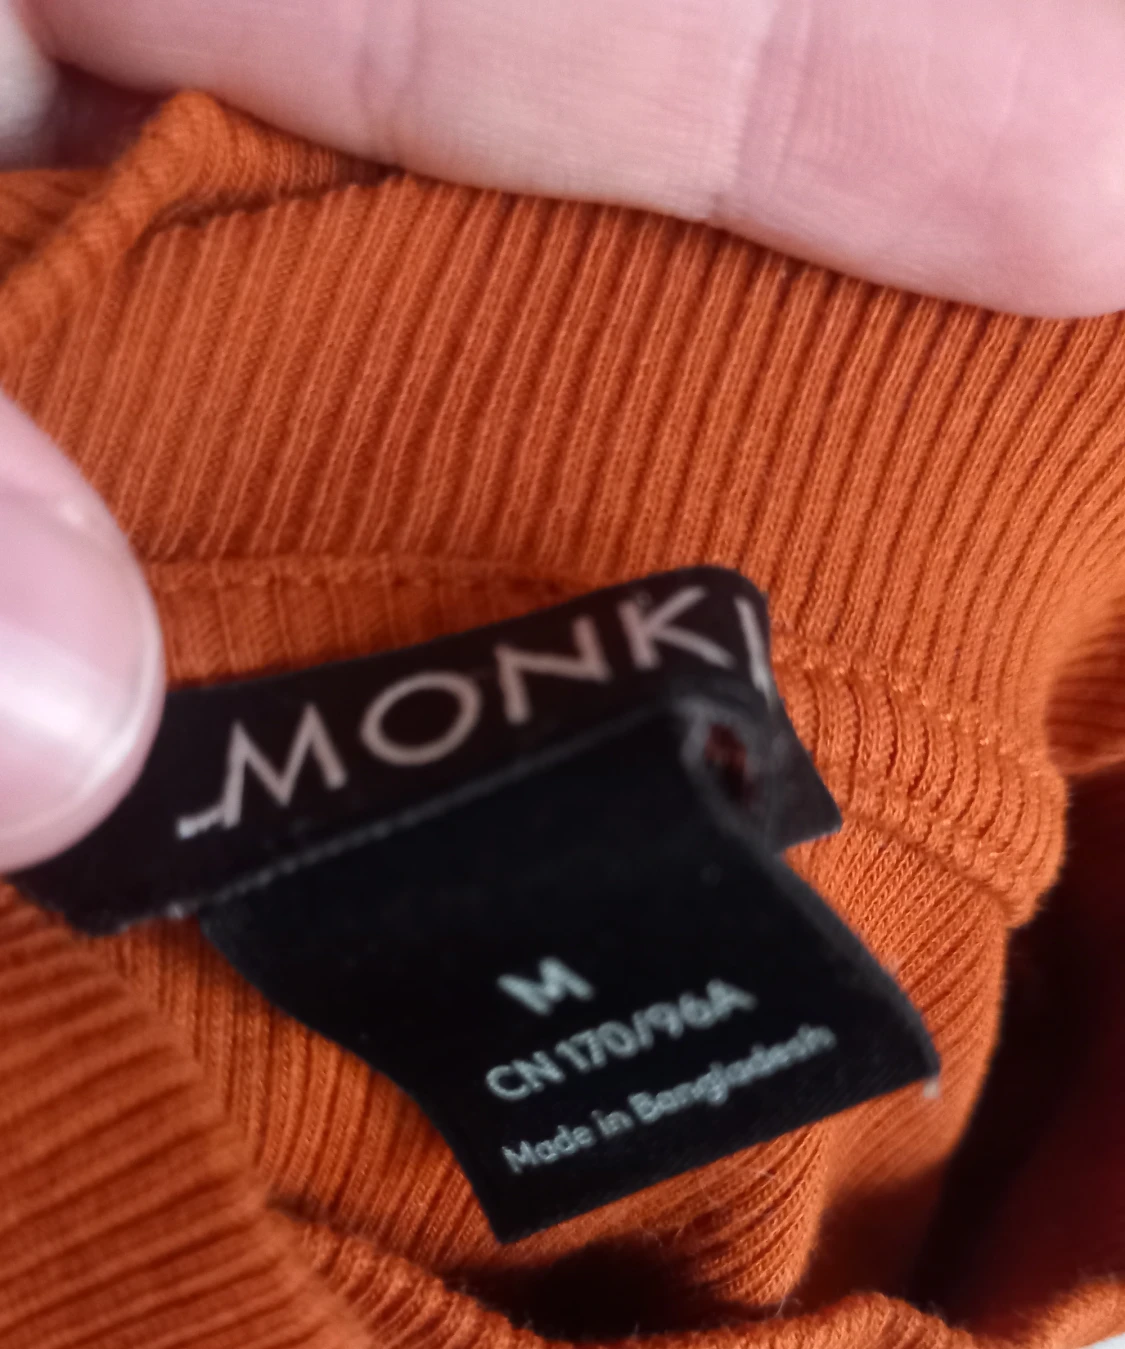 MONKI
M
CN 170/96A
Made in Bangladesh